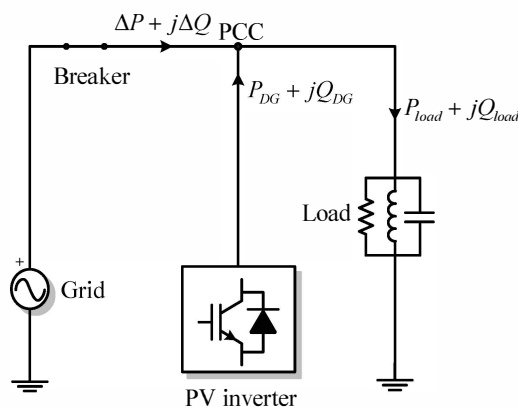 ΔP + jΔQ PCC
Breaker
P_DG + jQ_DG
P_load + jQ_load
Load
+
Grid
PV inverter